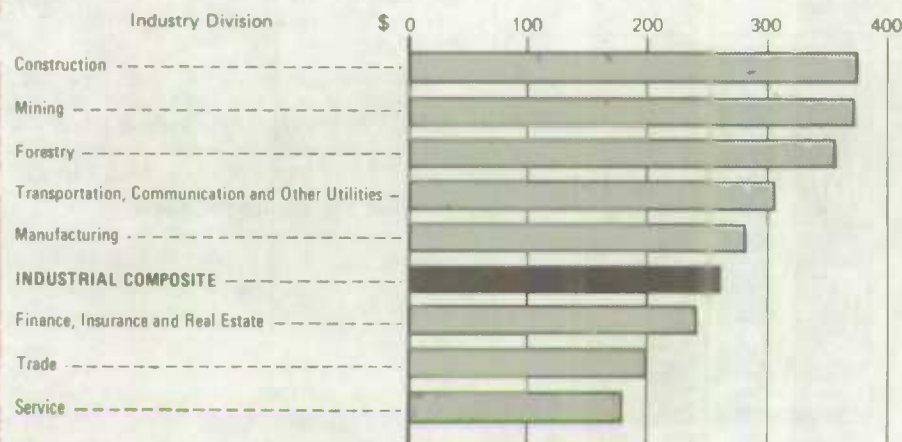 Industry Division $ 0 100 200 300 400
Construction
Mining
Forestry
Transportation, Communication and Other Utilities
Manufacturing
INDUSTRIAL COMPOSITE
Finance, Insurance and Real Estate
Trade
Service